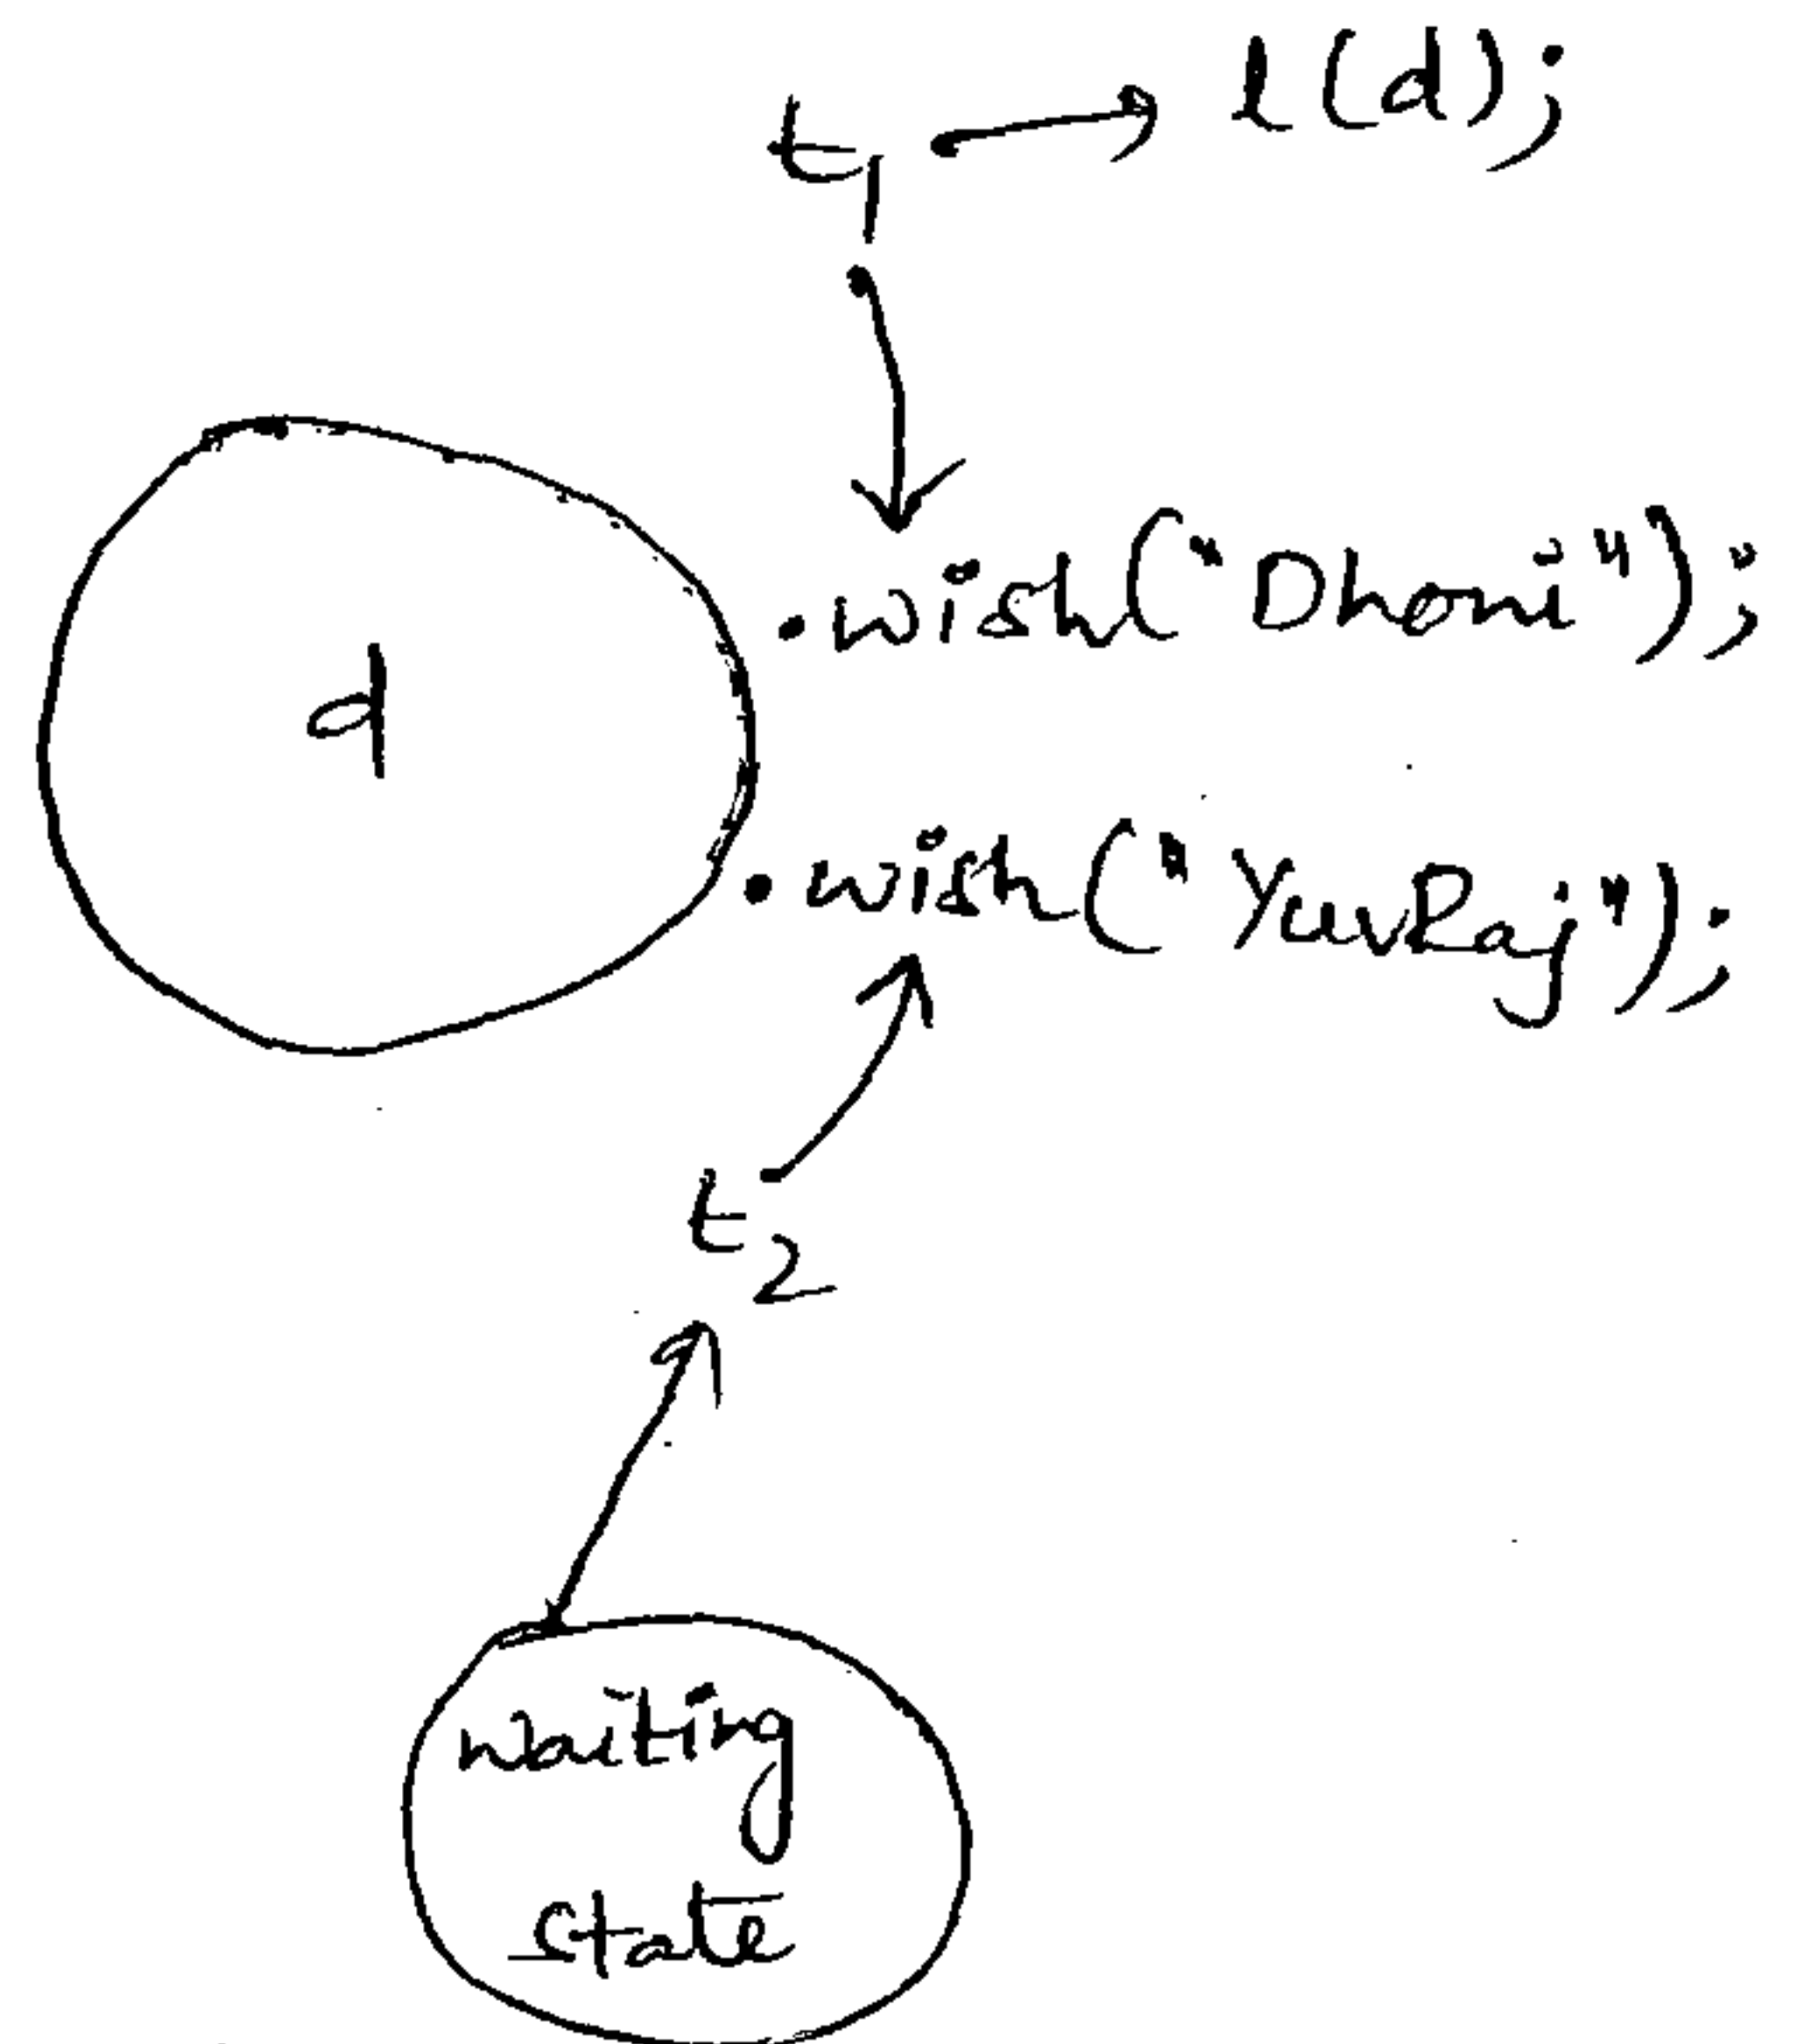 t1 l(d);
.wish("Dhoni");
d
.wish("YuvRaj");
t2
Waiting
State